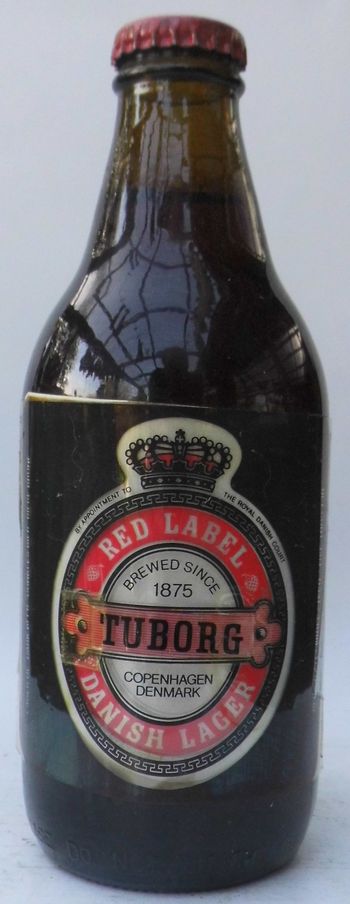 BY APPOINTMENT TO THE ROYAL DANISH COURT
RED LABEL
BREWED SINCE
1875
TUBORG
COPENHAGEN
DENMARK
DANISH LAGER